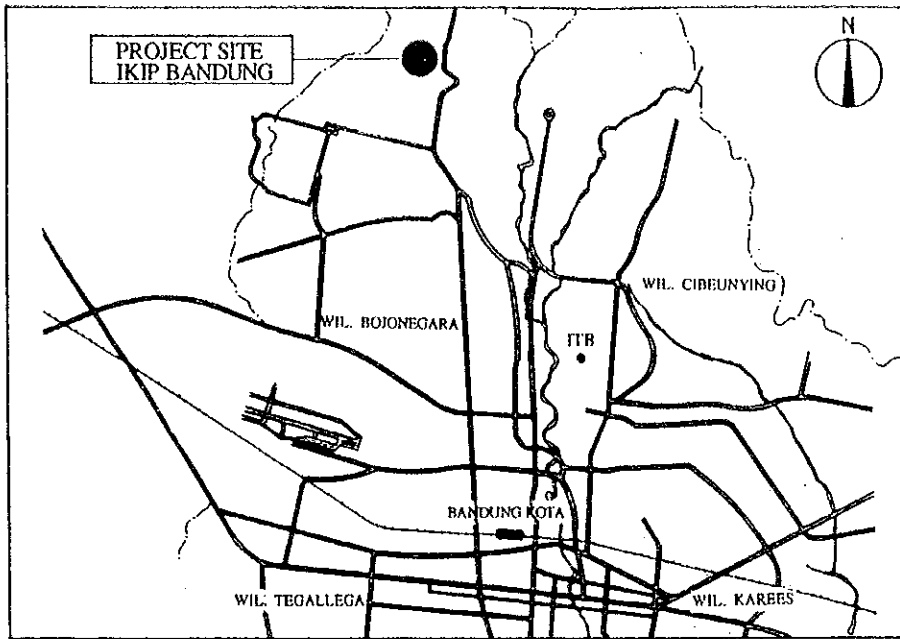 PROJECT SITE
IKIP BANDUNG
N
WIL. CIBEUNYING
WIL. BOJONEGARA
ITB
BANDUNG KOTA
WIL. TEGALLEGA
WIL. KAREES